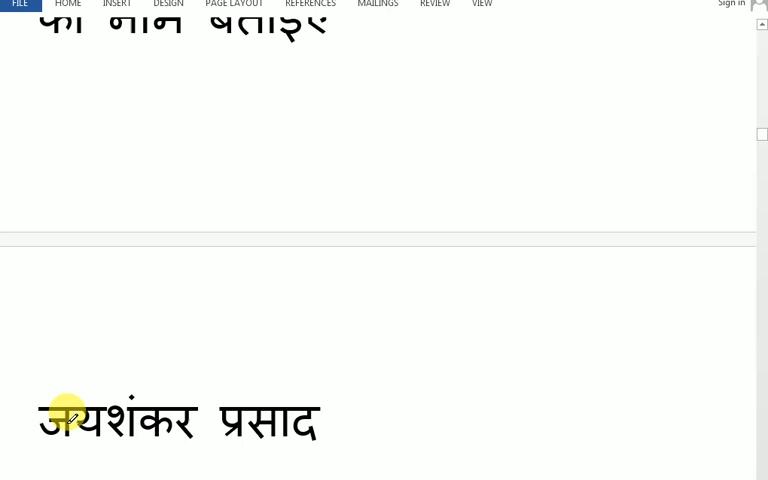 FILE HOME INSERT DESIGN PAGE LAYOUT REFERENCES MAILINGS REVIEW VIEW Sign in
का नाम बताइए
जयशंकर प्रसाद